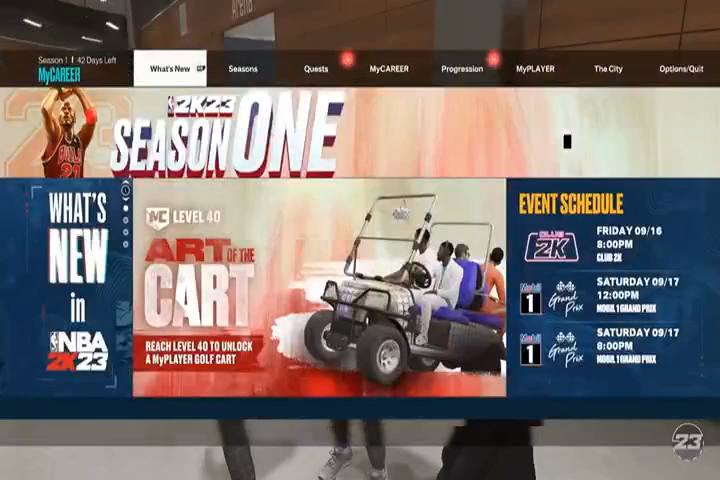 Arena
Season 1 | 42 Days Left
MyCAREER
What's New
Seasons
Quests
MyCAREER
Progression
MyPLAYER
The City
Options/Quit
NBA 2K23
SEASON ONE
BULLS
23
WHAT'S
NEW
in
NBA
2K23
MC LEVEL 40
ART OF THE
CART
REACH LEVEL 40 TO UNLOCK
A MyPLAYER GOLF CART
EVENT SCHEDULE
CLUB
2K
FRIDAY 09/16
8:00PM
CLUB 2K
Mobil
1
Grand
Prix
SATURDAY 09/17
12:00PM
MOBIL 1 GRAND PRIX
Mobil
1
Grand
Prix
SATURDAY 09/17
8:00PM
MOBIL 1 GRAND PRIX
23